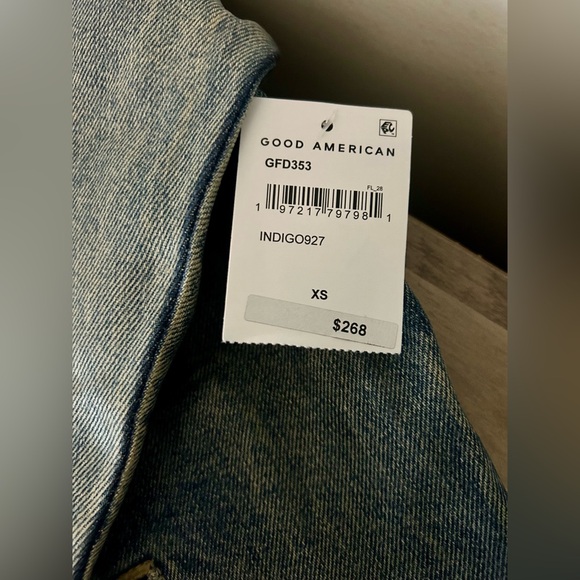 GOOD AMERICAN
GFD353
FL_28
1 97217 79798 1
INDIGO927
XS
$268